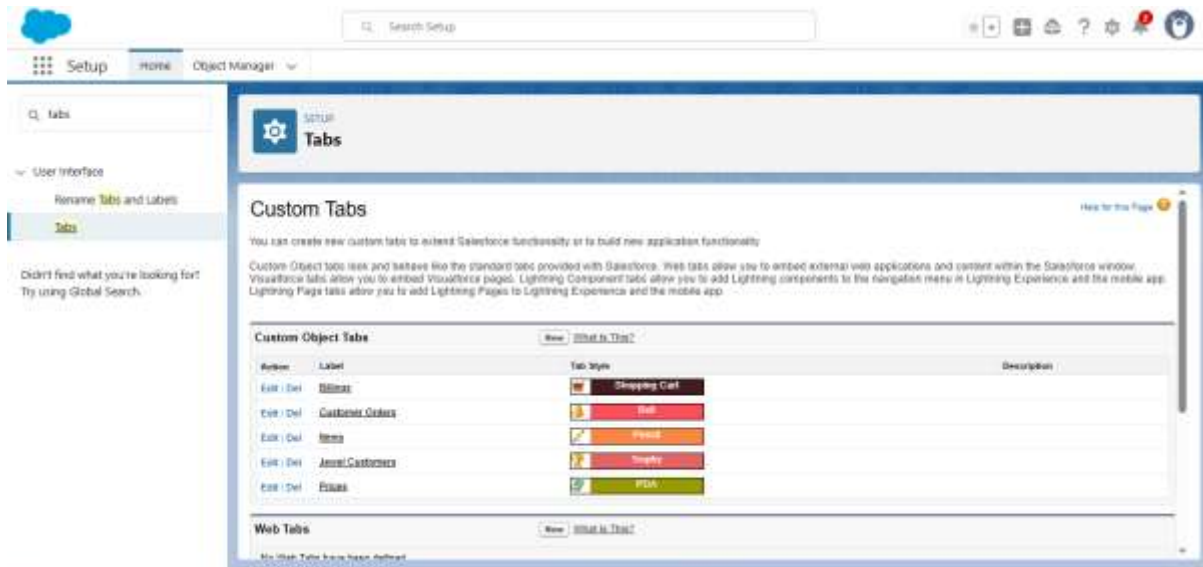 Search Setup
2
Setup Home Object Manager
tabs
SETUP
Tabs
User Interface
Rename Tabs and Labels
Tabs
Didn't find what you're looking for?
Try using Global Search.
Custom Tabs
Help for this Page
You can create new custom tabs to extend Salesforce functionality or to build new application functionality.
Custom Object tabs look and behave like the standard tabs provided with Salesforce. Web tabs allow you to embed external web applications and content within the Salesforce window.
Visualforce tabs allow you to embed Visualforce pages. Lightning Component tabs allow you to add Lightning components to the navigation menu in Lightning Experience and the mobile app.
Lightning Page tabs allow you to add Lightning Pages to Lightning Experience and the mobile app.
Custom Object Tabs New What Is This?
Action Label Tab Style Description
Edit | Del Billings Shopping Cart
Edit | Del Customer Orders Bell
Edit | Del Items Pencil
Edit | Del Jewel Customers Trophy
Edit | Del Prices PDA
Web Tabs New What Is This?
No Web Tabs have been defined